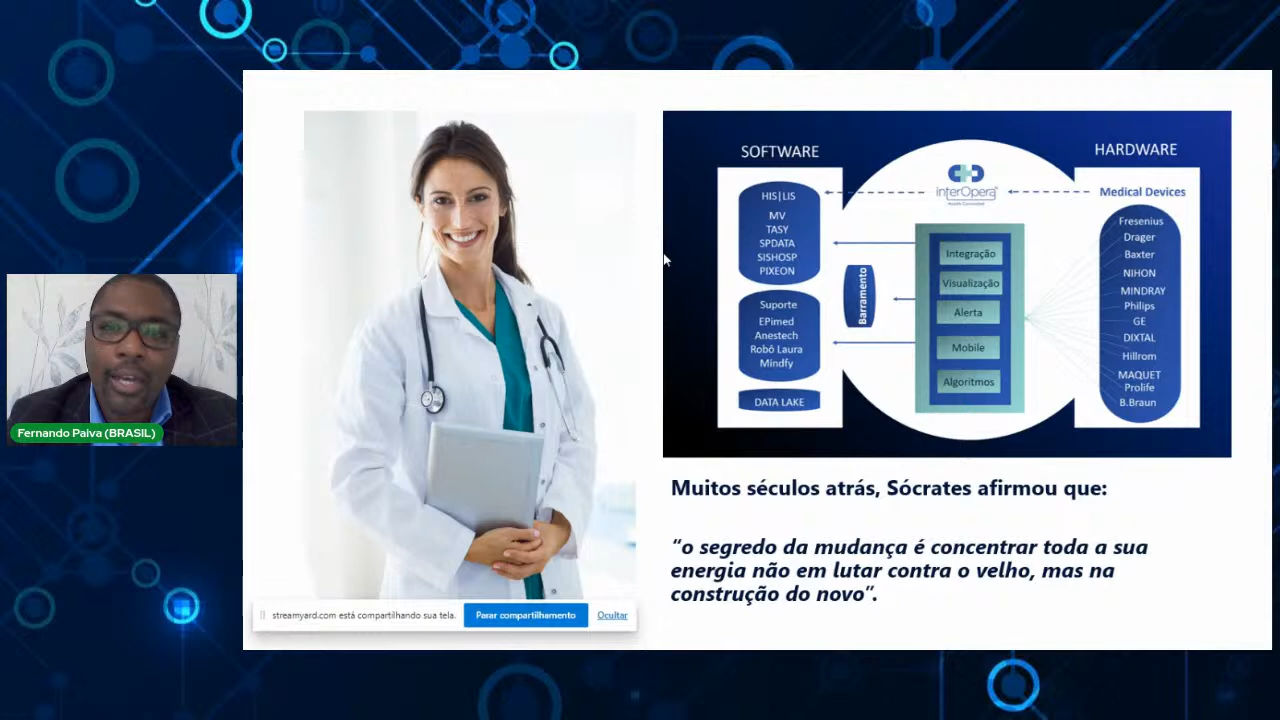 SOFTWARE
HARDWARE
interOpera
Health Connected
Medical Devices
HIS|LIS
MV
TASY
SPDATA
SISHOSP
PIXEON
Suporte
EPimed
Anestech
Robô Laura
Mindfy
DATA LAKE
Barramento
Integração
Visualização
Alerta
Mobile
Algoritmos
Fresenius
Drager
Baxter
NIHON
MINDRAY
Philips
GE
DIXTAL
Hillrom
MAQUET
Prolife
B.Braun
Fernando Paiva (BRASIL)
Muitos séculos atrás, Sócrates afirmou que:
“o segredo da mudança é concentrar toda a sua
energia não em lutar contra o velho, mas na
construção do novo”.
streamyard.com está compartilhando sua tela.
Parar compartilhamento
Ocultar